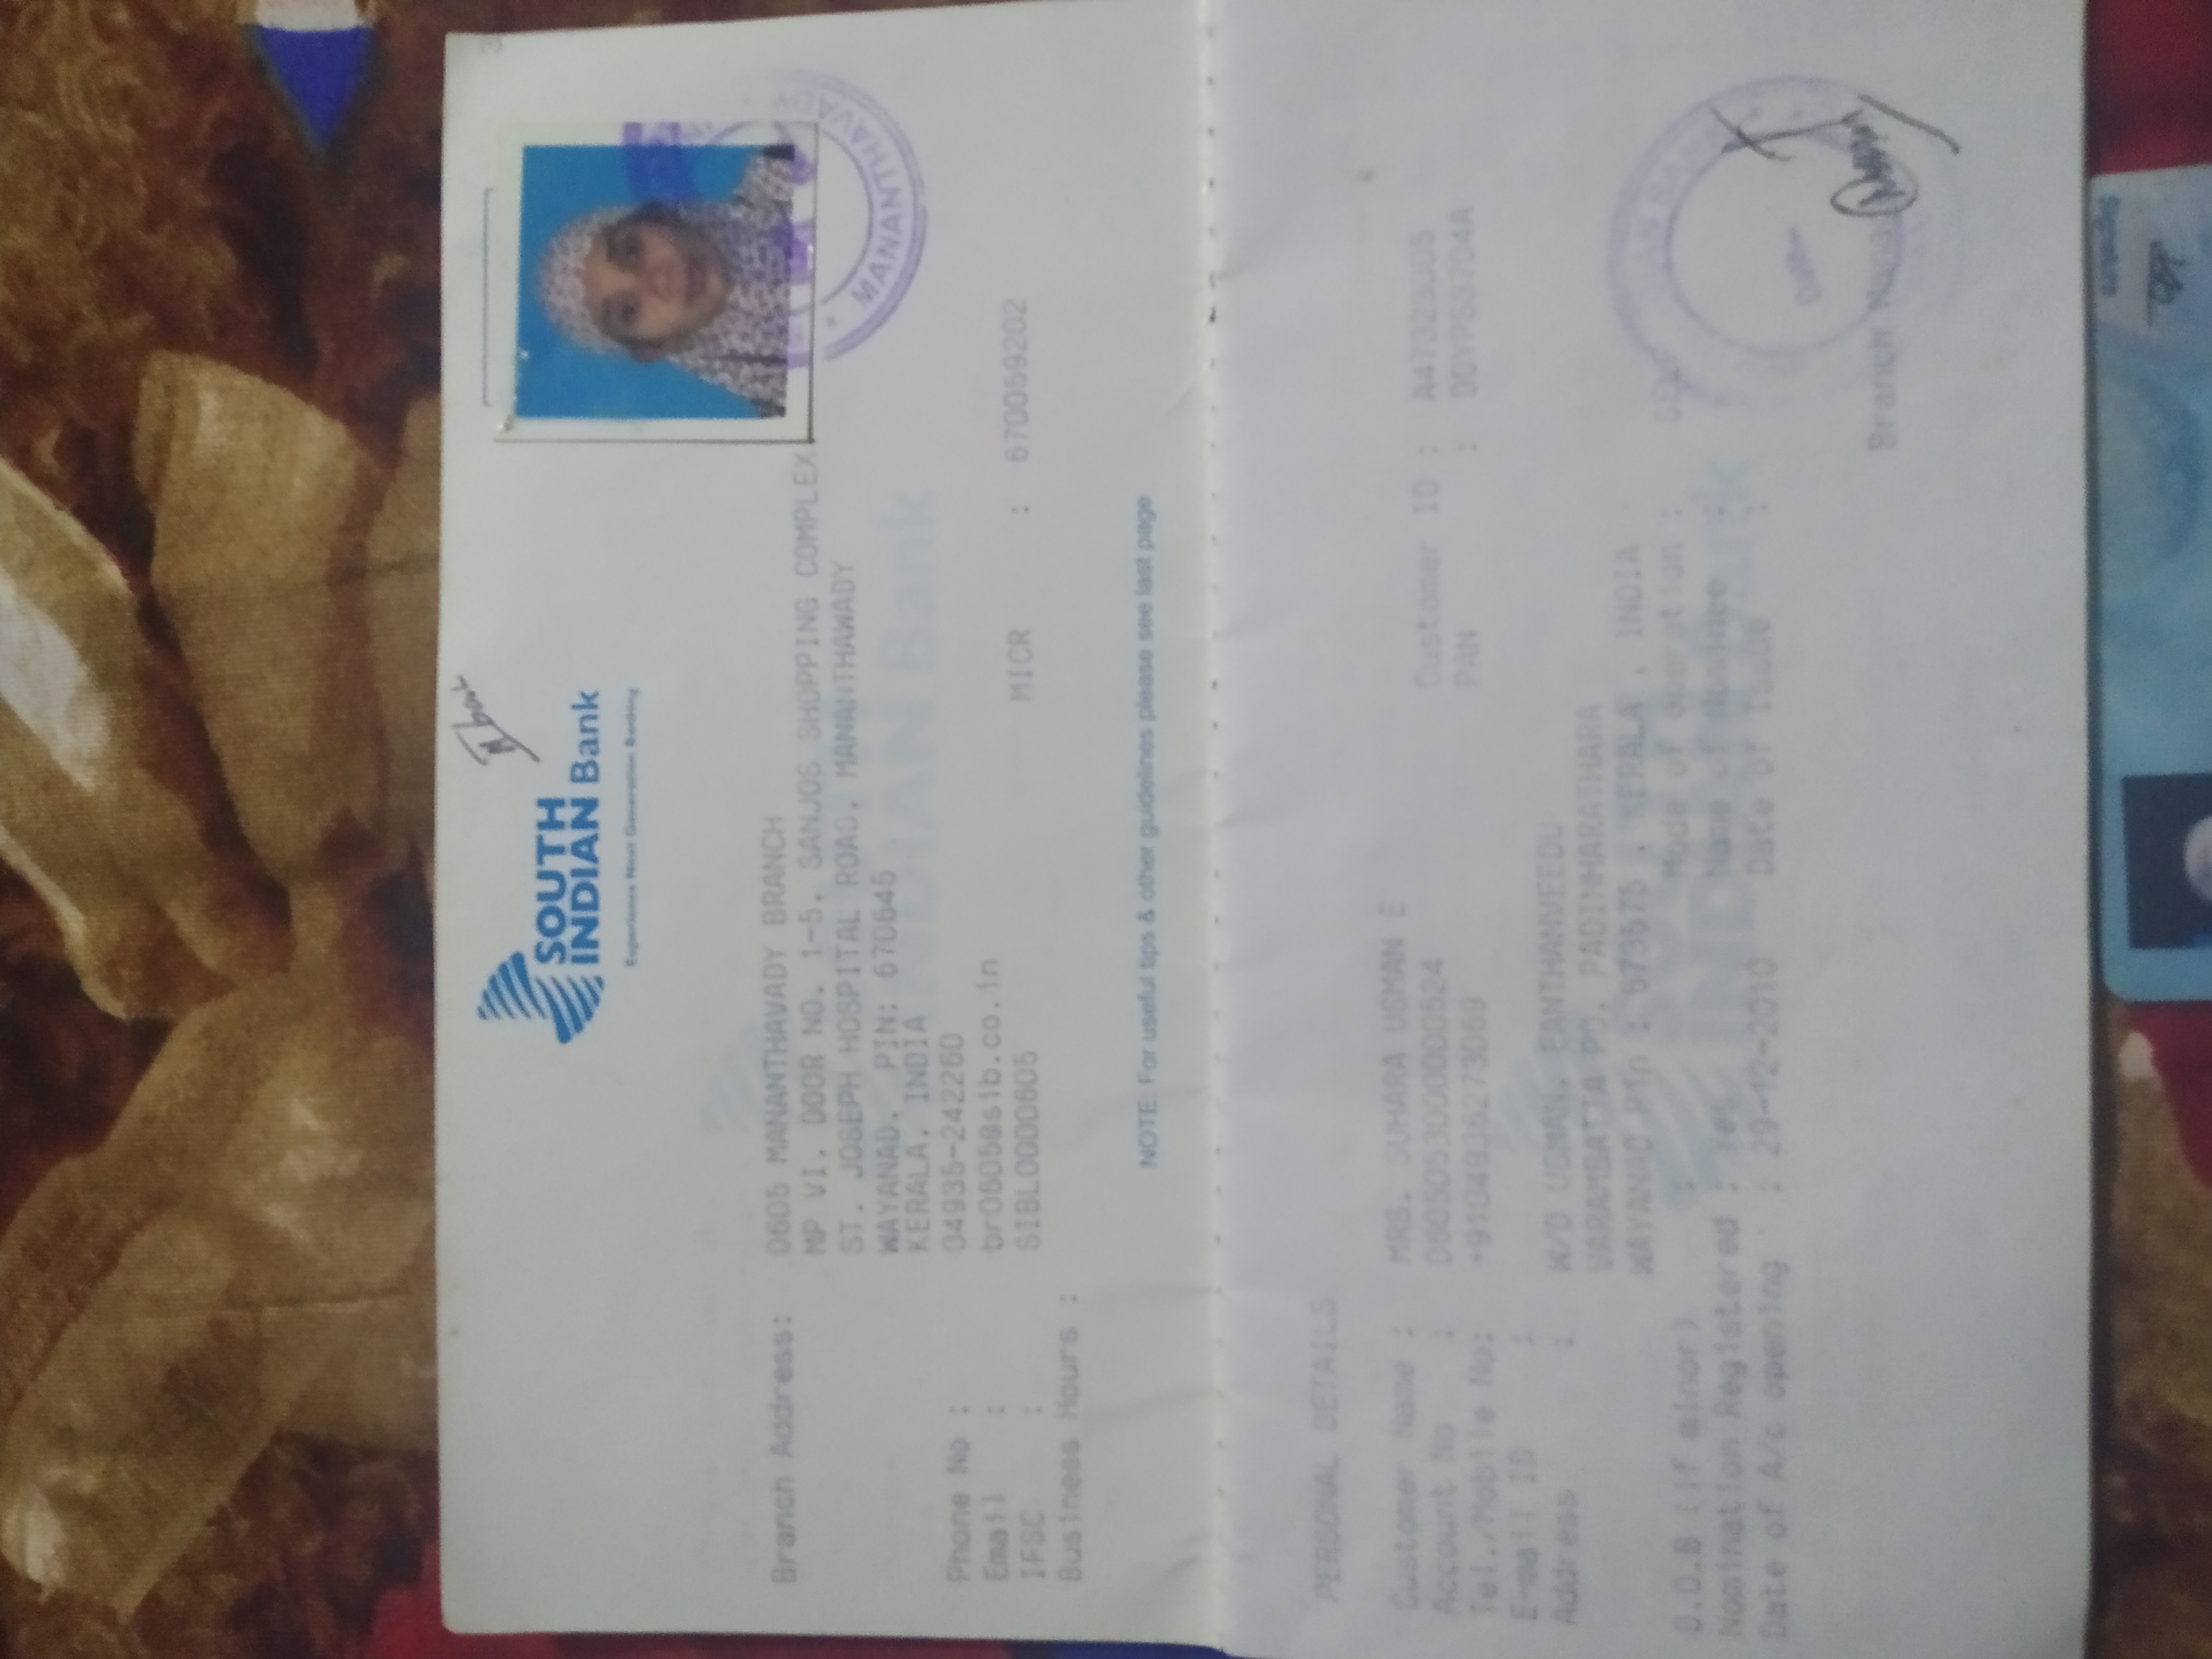 M book
SOUTH
INDIAN Bank
Experience Next Generation Banking
3
Branch Address: 0605 MANANTHAVADY BRANCH
MP VI. DOOR NO. 1-5. SANJOS SHOPPING COMPLEX
ST. JOSEPH HOSPITAL ROAD. MANANTHAWADY
WAYANAD. PIN: 670645
KERALA. INDIA
MANANTHAVADY
Phone No : 04935-242260
Email : br0605@sib.co.in
IFSC : SIBL0000605 MICR : 670059202
Business Hours :
NOTE: For useful tips & other guidelines please see last page
PERSONAL DETAILS
Customer Name : MRS. SUHARA USMAN E
Account No : 0605053000000524 Customer ID : A47323005
Tel./Mobile No: +9104936273069 PAN :
E-mail ID :
Address : W/O USMAN. EANTHANVEEDU
VARAMBATTA PO. PADINHARATHARA
WAYANAD Pin : 673575 . KERALA . INDIA
D.O.B (if minor) : Mode of operation : SELF
Nomination Registered : Yes Name of Nominee :
Date of A/c opening : 29-12-2010 Date of Issue :
Date
Branch Manager
Signature